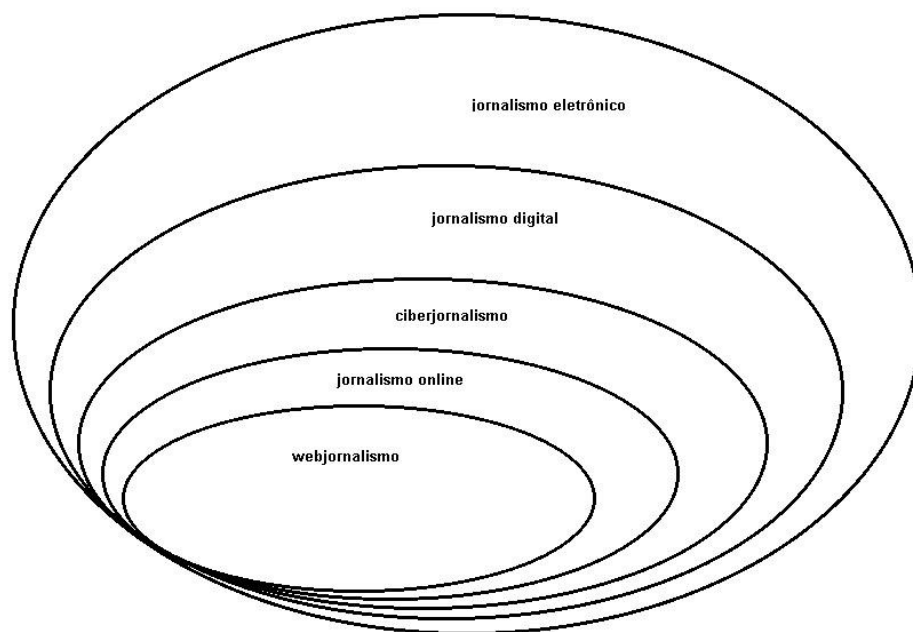 jornalismo eletrônico
jornalismo digital
ciberjornalismo
jornalismo online
webjornalismo